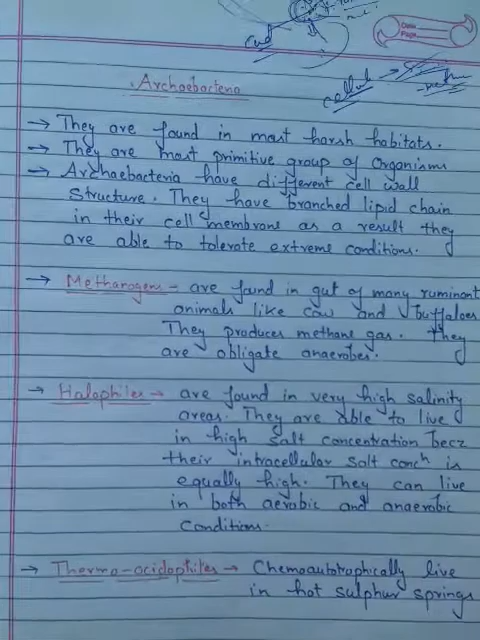 Date
Page
cellul →
Archaebacteria
→ They are found in most harsh habitats.
→ They are most primitive group of Organisms
→ Archaebacteria have different cell wall
structure. They have branched lipid chain
in their cell membrane as a result they
are able to tolerate extreme conditions.
→ Methanogens - are found in gut of many ruminant
animals like cow and buffaloes
They produces methane gas. They
are obligate anaerobes.
→ Halophiles → are found in very high salinity
areas. They are able to live
in high salt concentration becz
their intracellular salt concn is
equally high. They can live
in both aerobic and anaerobic
conditions.
→ Thermo-acidophiles → Chemoautotrophically live
in hot sulphur springs